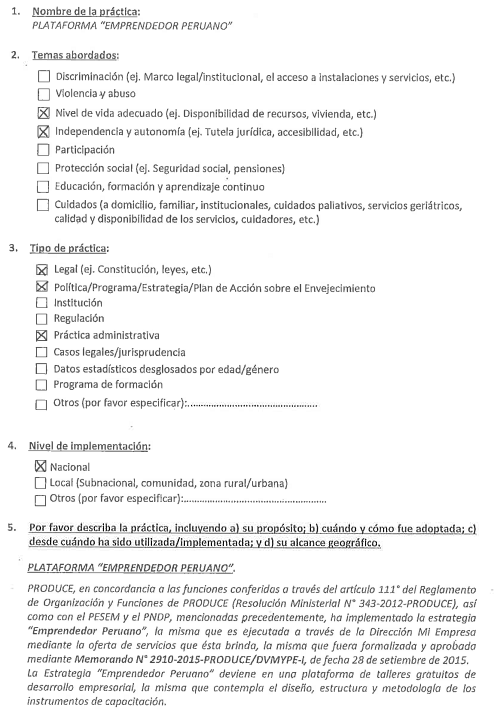 1. Nombre de la práctica:
PLATAFORMA "EMPRENDEDOR PERUANO"
2. Temas abordados:
Discriminación (ej. Marco legal/institucional, el acceso a instalaciones y servicios, etc.)
Violencia y abuso
Nivel de vida adecuado (ej. Disponibilidad de recursos, vivienda, etc.)
Independencia y autonomía (ej. Tutela jurídica, accesibilidad, etc.)
Participación
Protección social (ej. Seguridad social, pensiones)
Educación, formación y aprendizaje continuo
Cuidados (a domicilio, familiar, institucionales, cuidados paliativos, servicios geriátricos,
calidad y disponibilidad de los servicios, cuidadores, etc.)
3. Tipo de práctica:
Legal (ej. Constitución, leyes, etc.)
Política/Programa/Estrategia/Plan de Acción sobre el Envejecimiento
Institución
Regulación
Práctica administrativa
Casos legales/jurisprudencia
Datos estadísticos desglosados por edad/género
Programa de formación
Otros (por favor especificar):..................................................
4. Nivel de implementación:
Nacional
Local (Subnacional, comunidad, zona rural/urbana)
Otros (por favor especificar):......................................................
5. Por favor describa la práctica, incluyendo a) su propósito; b) cuándo y cómo fue adoptada; c)
desde cuándo ha sido utilizada/implementada; y d) su alcance geográfico.
PLATAFORMA "EMPRENDEDOR PERUANO".
PRODUCE, en concordancia a las funciones conferidas a través del artículo 111° del Reglamento
de Organización y Funciones de PRODUCE (Resolución Ministerial N° 343-2012-PRODUCE), así
como con el PESEM y el PNDP, mencionadas precedentemente, ha implementado la estrategia
"Emprendedor Peruano", la misma que es ejecutada a través de la Dirección Mi Empresa
mediante la oferta de servicios que ésta brinda, la misma que fuera formalizada y aprobada
mediante Memorando N° 2910-2015-PRODUCE/DVMYPE-I, de fecha 28 de setiembre de 2015.
La Estrategia "Emprendedor Peruano" deviene en una plataforma de talleres gratuitos de
desarrollo empresarial, la misma que contempla el diseño, estructura y metodología de los
instrumentos de capacitación.